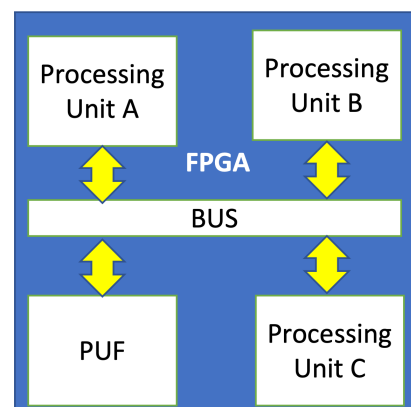 Processing
Unit A
Processing
Unit B
FPGA
BUS
PUF
Processing
Unit C